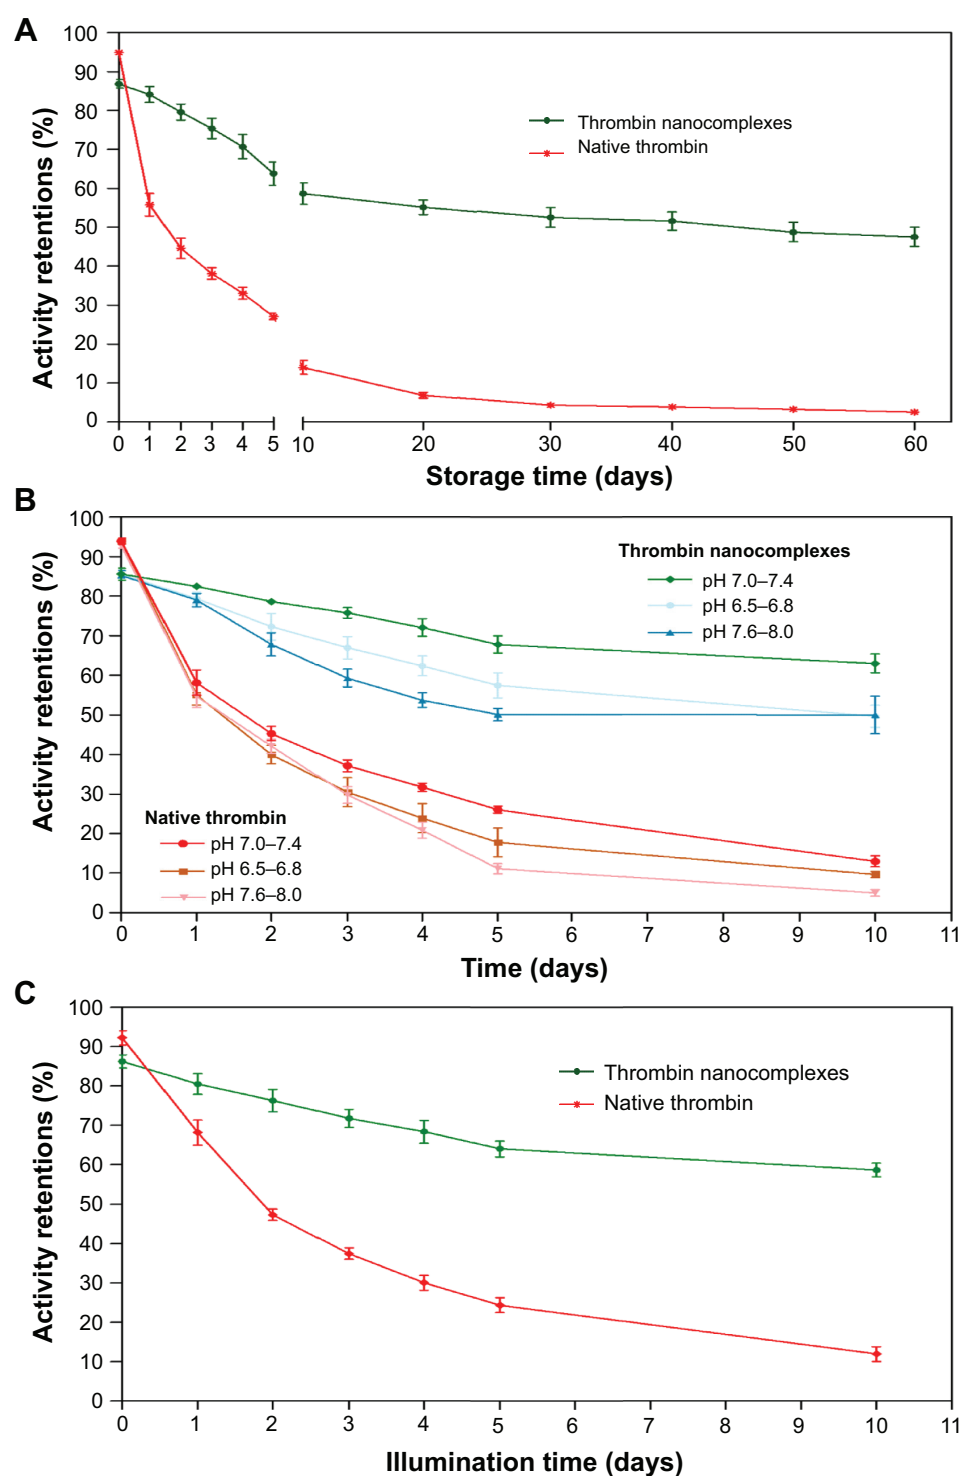 A
Activity retentions (%)
100
90
80
70
60
50
40
30
20
10
0
Thrombin nanocomplexes
Native thrombin
0 1 2 3 4 5 10 20 30 40 50 60
Storage time (days)
B
Activity retentions (%)
100
90
80
70
60
50
40
30
20
10
0
Thrombin nanocomplexes
pH 7.0–7.4
pH 6.5–6.8
pH 7.6–8.0
Native thrombin
pH 7.0–7.4
pH 6.5–6.8
pH 7.6–8.0
0 1 2 3 4 5 6 7 8 9 10 11
Time (days)
C
Activity retentions (%)
100
90
80
70
60
50
40
30
20
10
0
Thrombin nanocomplexes
Native thrombin
0 1 2 3 4 5 6 7 8 9 10 11
Illumination time (days)